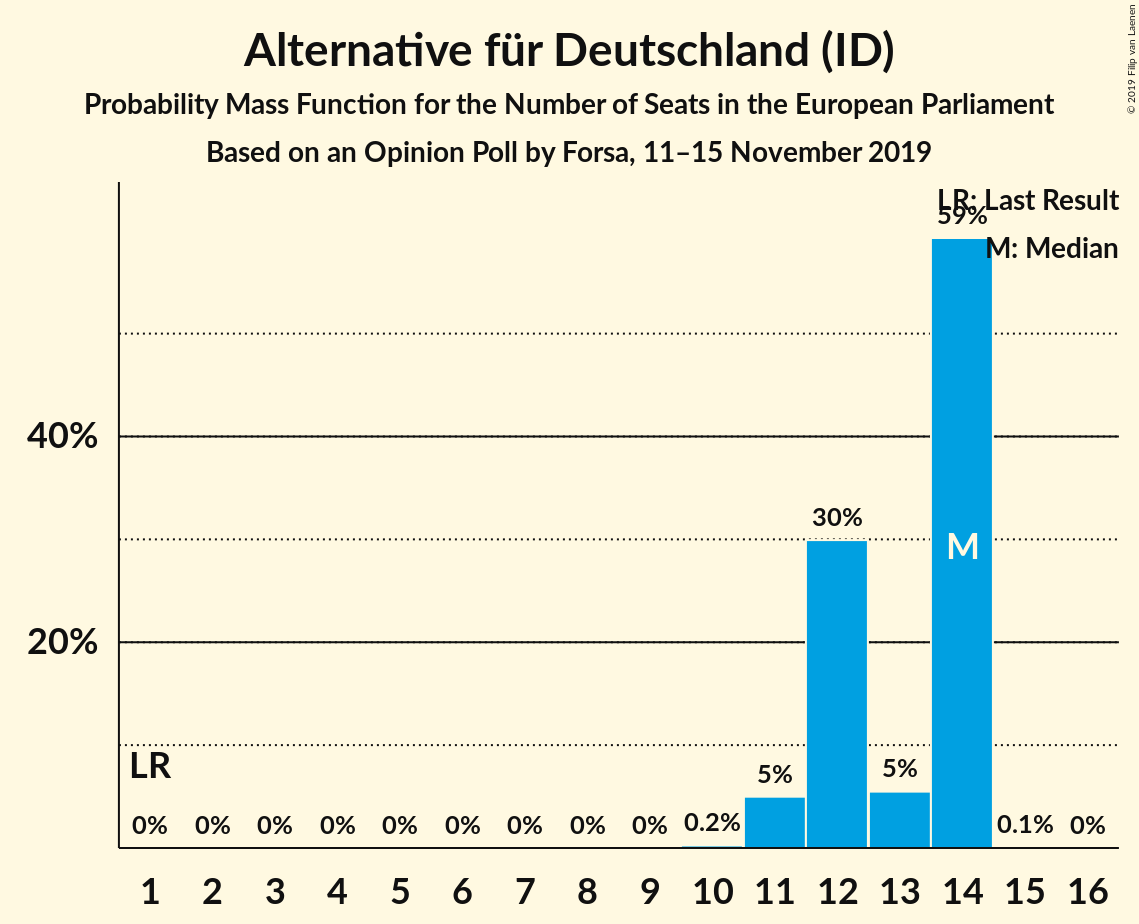 Alternative für Deutschland (ID)
Probability Mass Function for the Number of Seats in the European Parliament
Based on an Opinion Poll by Forsa, 11–15 November 2019
© 2019 Filip van Laenen
LR: Last Result
M: Median
59%
40%
30%
M
20%
LR
0% 0% 0% 0% 0% 0% 0% 0% 0% 0.2% 5% 5% 0.1% 0%
1 2 3 4 5 6 7 8 9 10 11 12 13 14 15 16